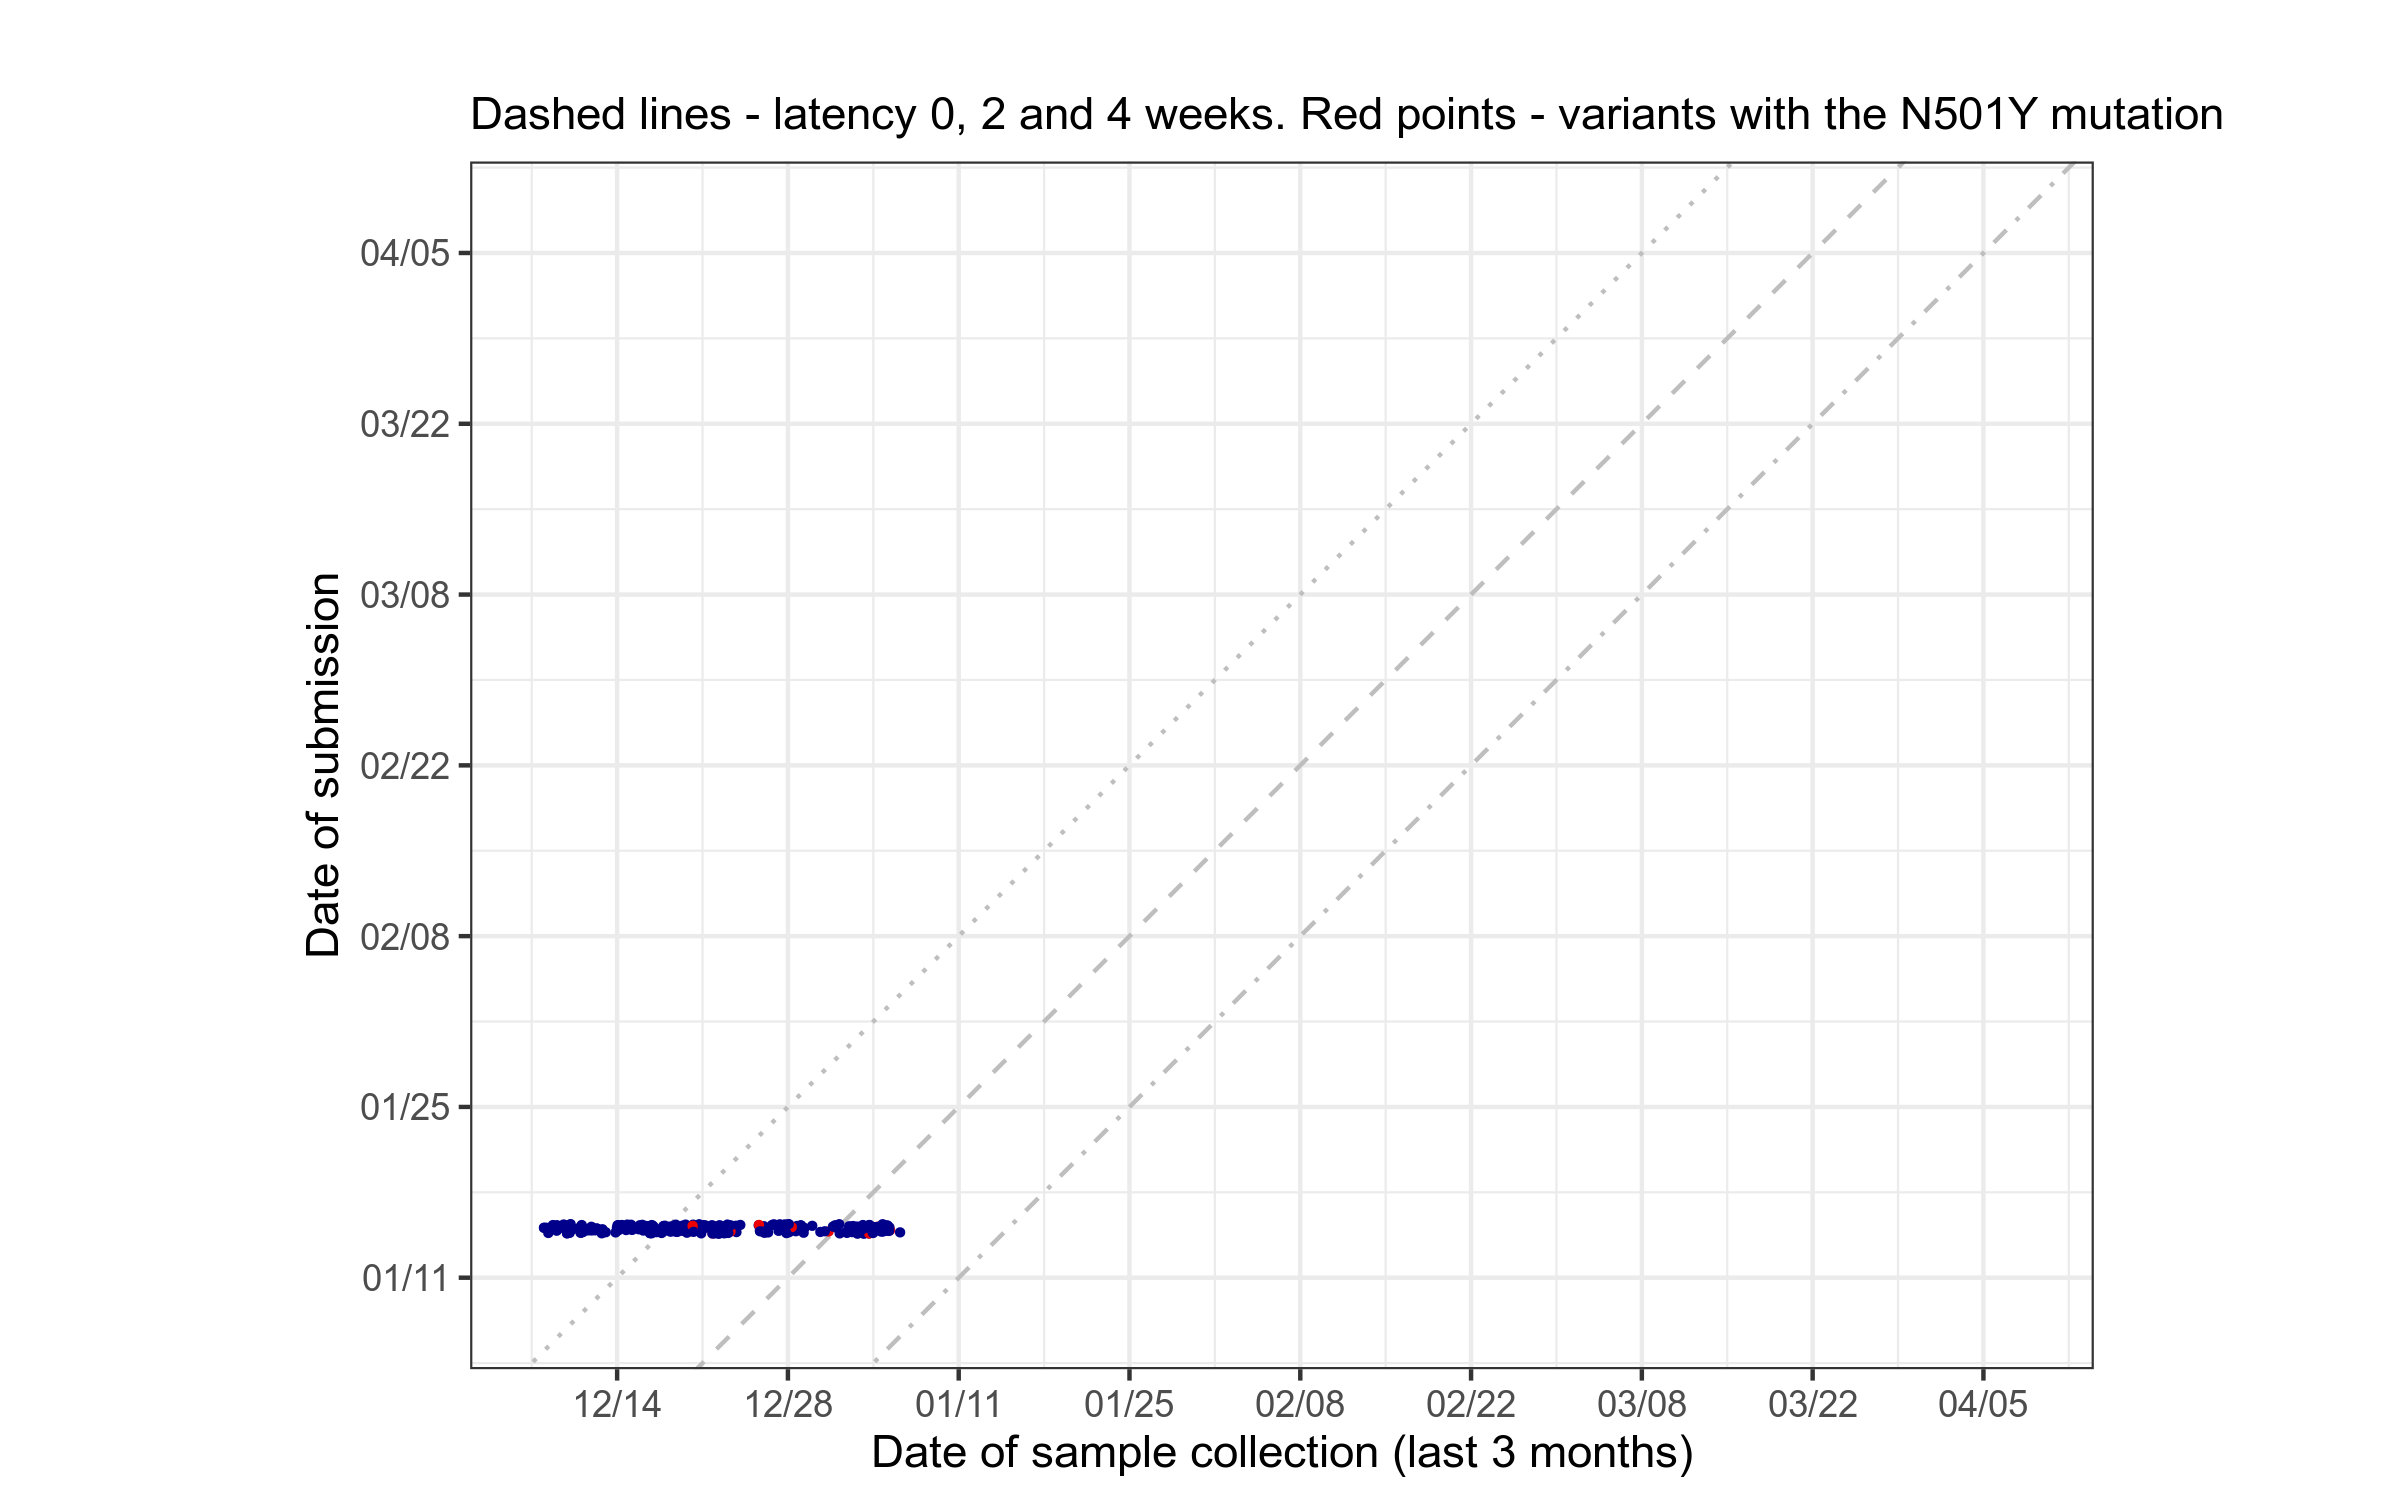 Dashed lines - latency 0, 2 and 4 weeks. Red points - variants with the N501Y mutation
Date of submission
04/05
03/22
03/08
02/22
02/08
01/25
01/11
12/14 12/28 01/11 01/25 02/08 02/22 03/08 03/22 04/05
Date of sample collection (last 3 months)